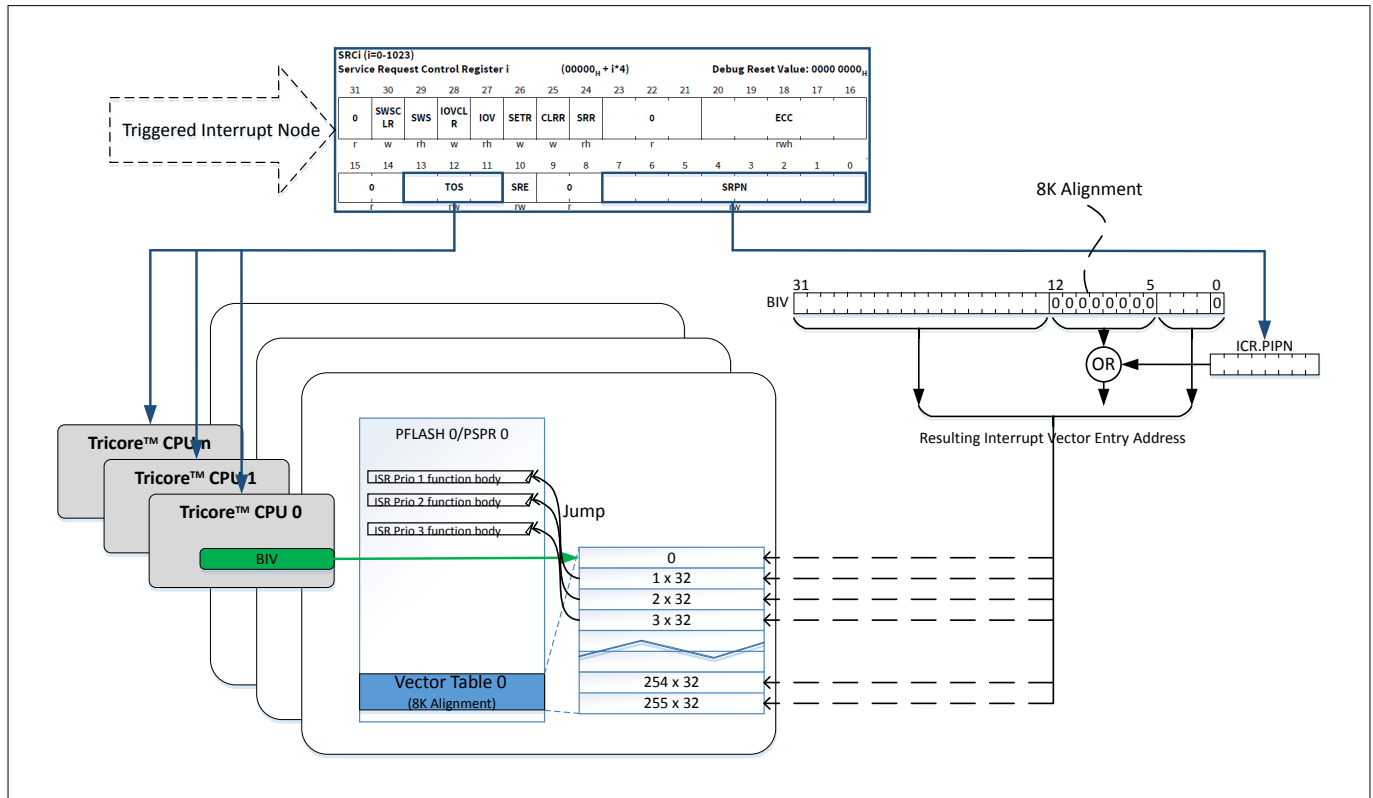 SRCi (i=0-1023)
Service Request Control Register i (00000H + i*4) Debug Reset Value: 0000 0000H
31 30 29 28 27 26 25 24 23 22 21 20 19 18 17 16
0 SWSC LR SWS IOVCL R IOV SETR CLRR SRR 0 ECC
r w rh w rh w w rh r rwh
15 14 13 12 11 10 9 8 7 6 5 4 3 2 1 0
0 TOS SRE 0 SRPN
r rw rw r rw
Triggered Interrupt Node
8K Alignment
31 12 5 0
BIV 0 0 0 0 0 0 0 0 0
ICR.PIPN
OR
Resulting Interrupt Vector Entry Address
Tricore™ CPU n
Tricore™ CPU 1
Tricore™ CPU 0
BIV
PFLASH 0/PSPR 0
ISR Prio 1 function body
ISR Prio 2 function body
ISR Prio 3 function body
Jump
0
1 x 32
2 x 32
3 x 32
254 x 32
255 x 32
Vector Table 0
(8K Alignment)